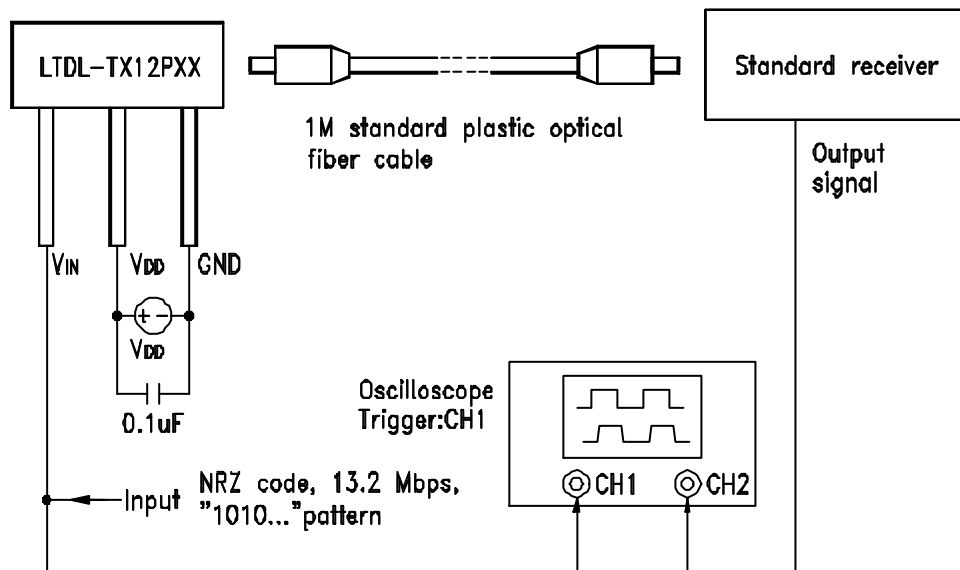 LTDL-TX12PXX
Standard receiver
1M standard plastic optical
fiber cable
Output
signal
VIN
VDD
GND
+ -
VDD
0.1uF
Oscilloscope
Trigger:CH1
CH1
CH2
Input
NRZ code, 13.2 Mbps,
"1010..."pattern